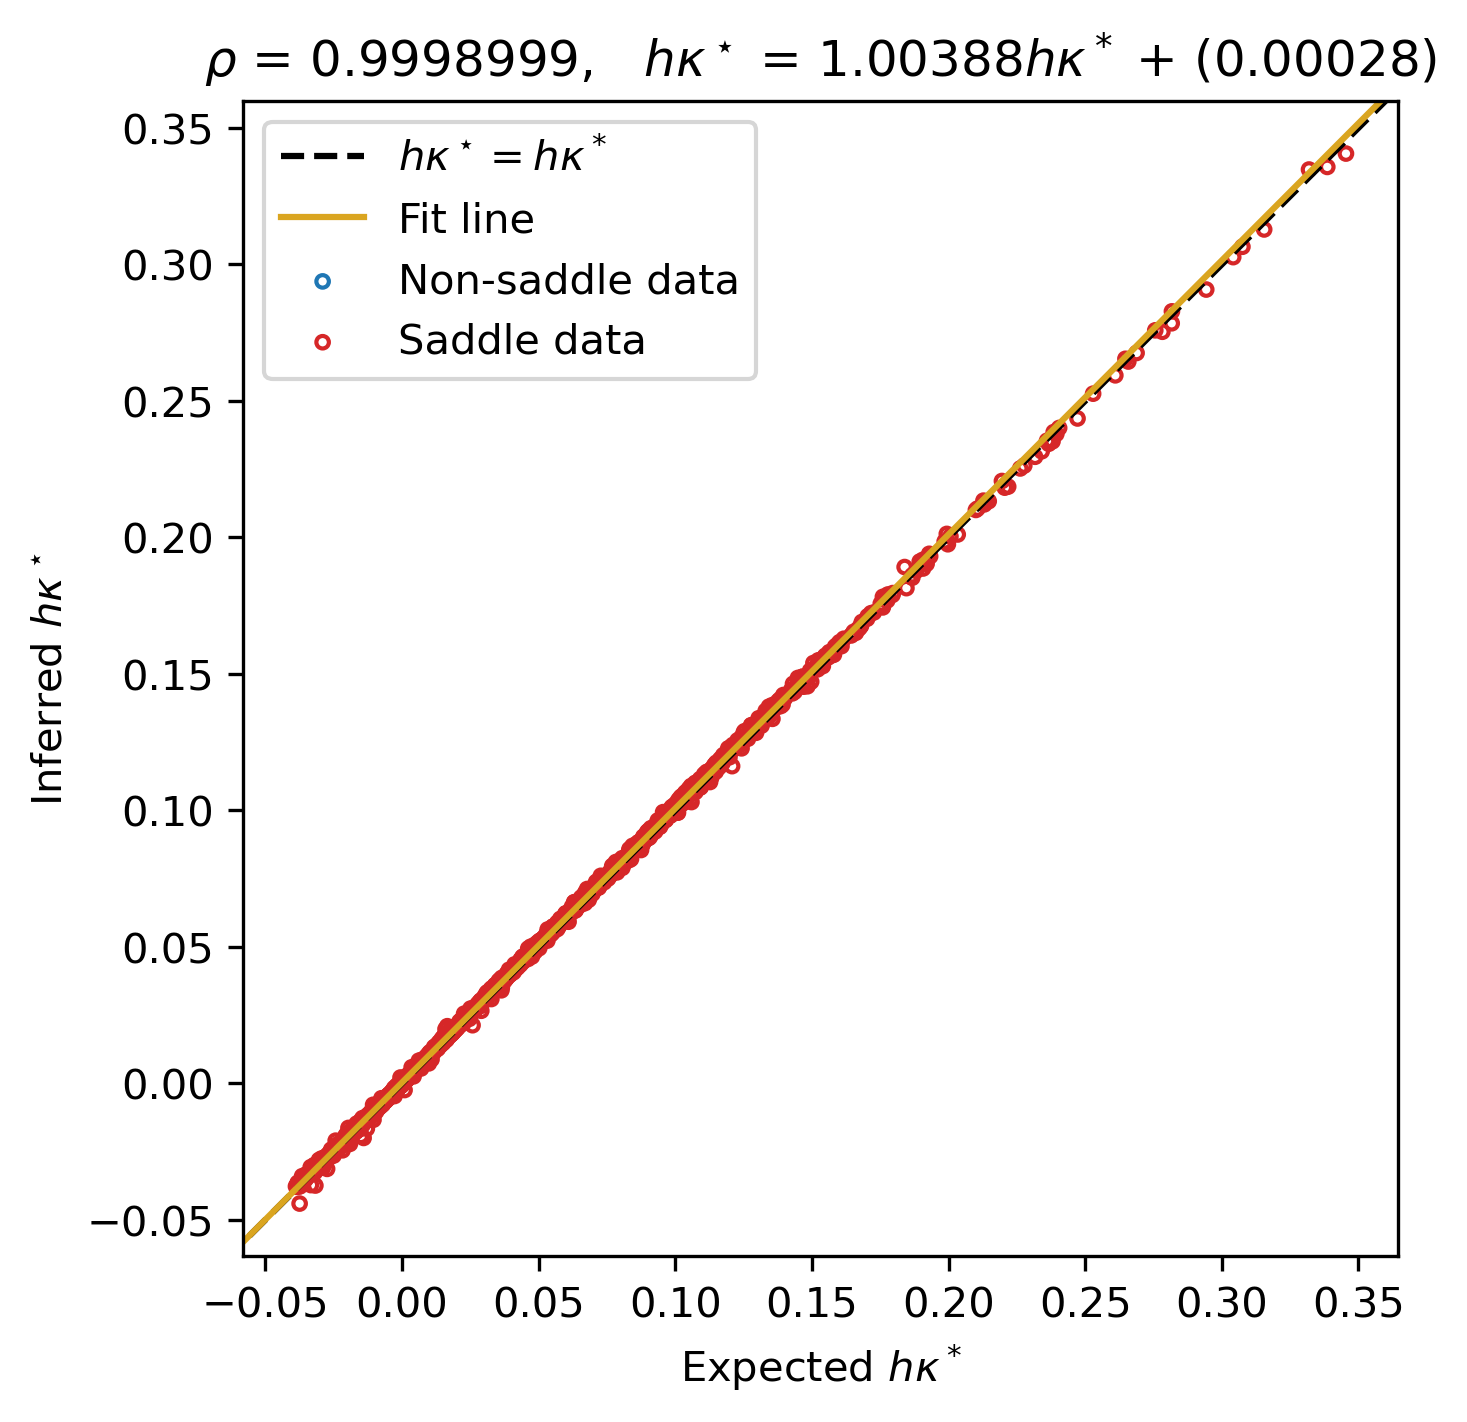 ρ = 0.9998999, hκ⋆ = 1.00388hκ* + (0.00028)
hκ⋆ = hκ*
Fit line
Non-saddle data
Saddle data
0.35
0.30
0.25
0.20
0.15
0.10
0.05
0.00
−0.05
Inferred hκ⋆
−0.05 0.00 0.05 0.10 0.15 0.20 0.25 0.30 0.35
Expected hκ*